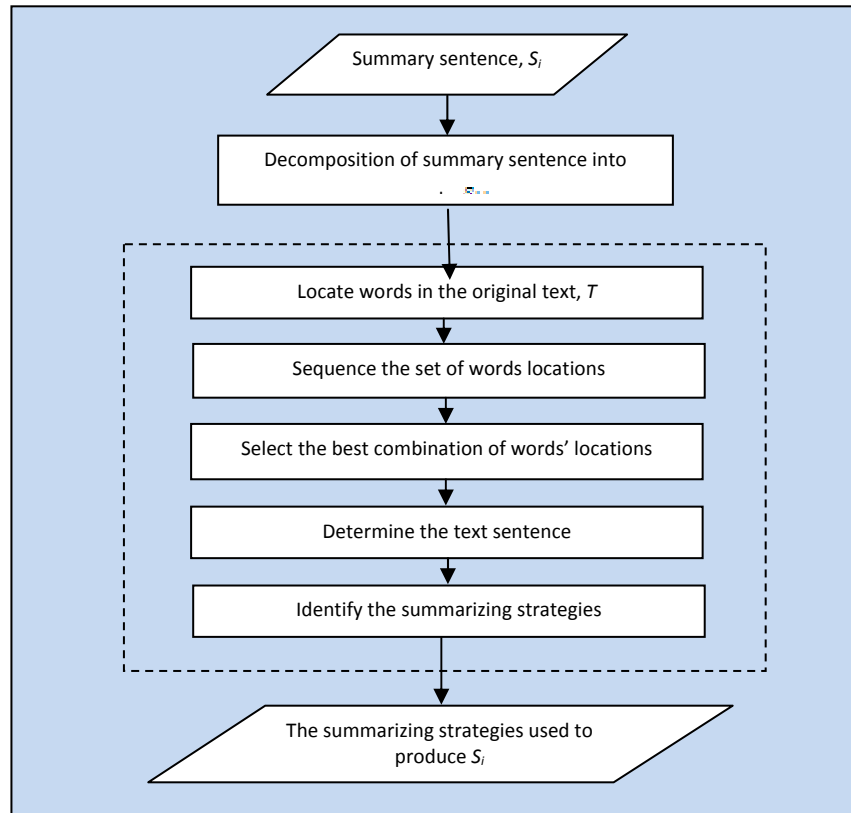 Summary sentence, Si
Decomposition of summary sentence into
Locate words in the original text, T
Sequence the set of words locations
Select the best combination of words’ locations
Determine the text sentence
Identify the summarizing strategies
The summarizing strategies used to
produce Si